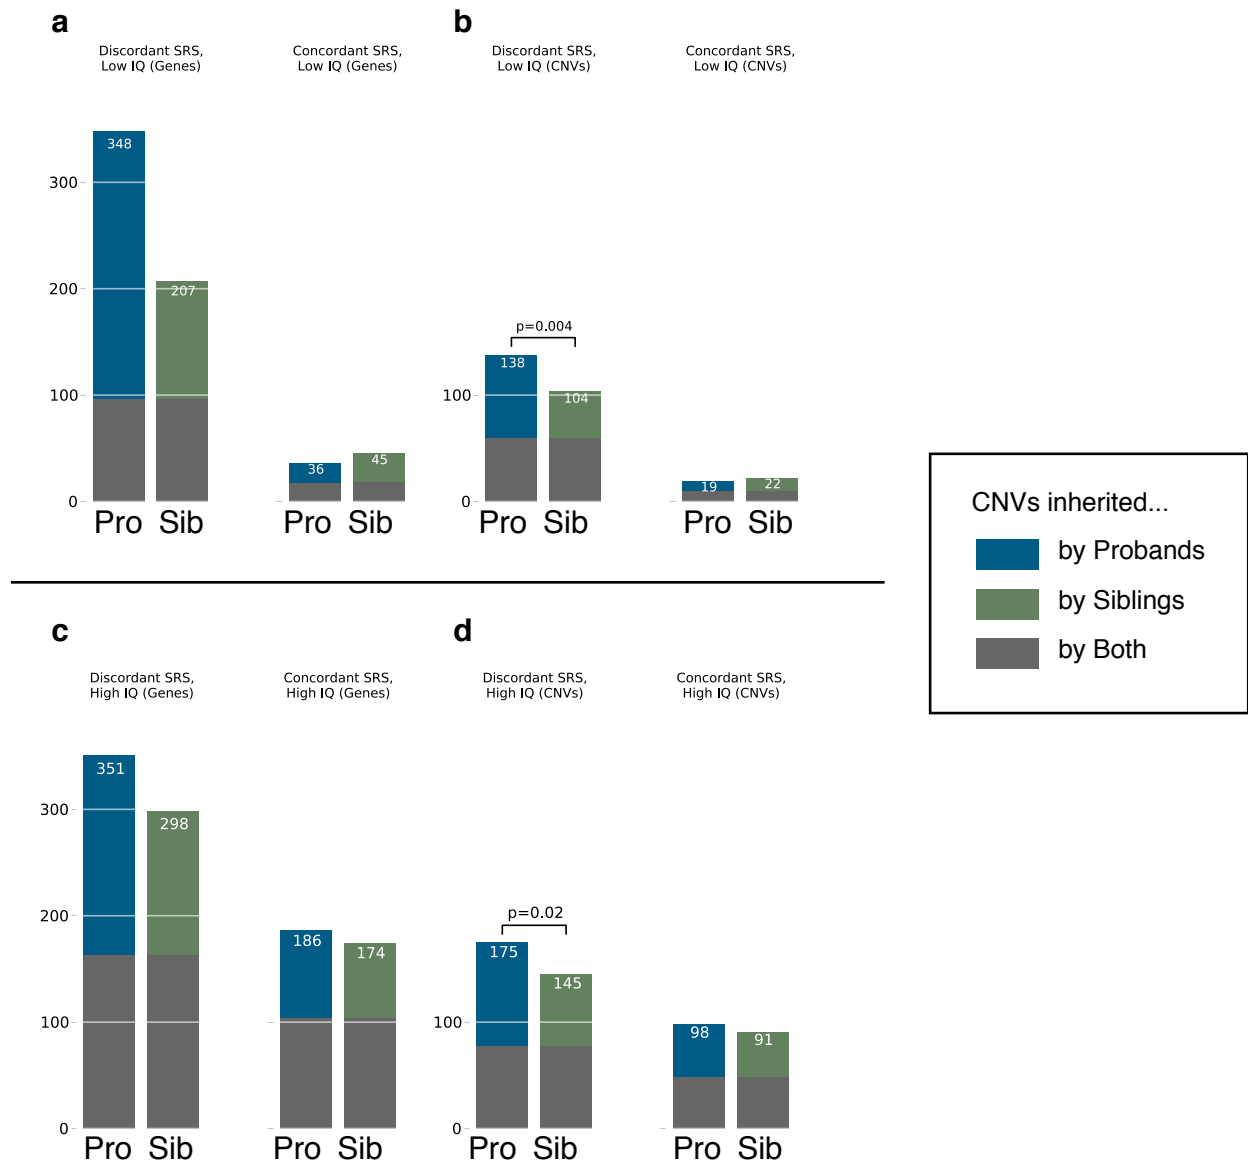 a
Discordant SRS,
Low IQ (Genes)
Concordant SRS,
Low IQ (Genes)
348
207
36
45
300
200
100
0
Pro Sib
Pro Sib
b
Discordant SRS,
Low IQ (CNVs)
Concordant SRS,
Low IQ (CNVs)
p=0.004
138
104
19
22
100
0
Pro Sib
Pro Sib
CNVs inherited...
by Probands
by Siblings
by Both
c
Discordant SRS,
High IQ (Genes)
Concordant SRS,
High IQ (Genes)
351
298
186
174
300
200
100
0
Pro Sib
Pro Sib
d
Discordant SRS,
High IQ (CNVs)
Concordant SRS,
High IQ (CNVs)
p=0.02
175
145
98
91
100
0
Pro Sib
Pro Sib